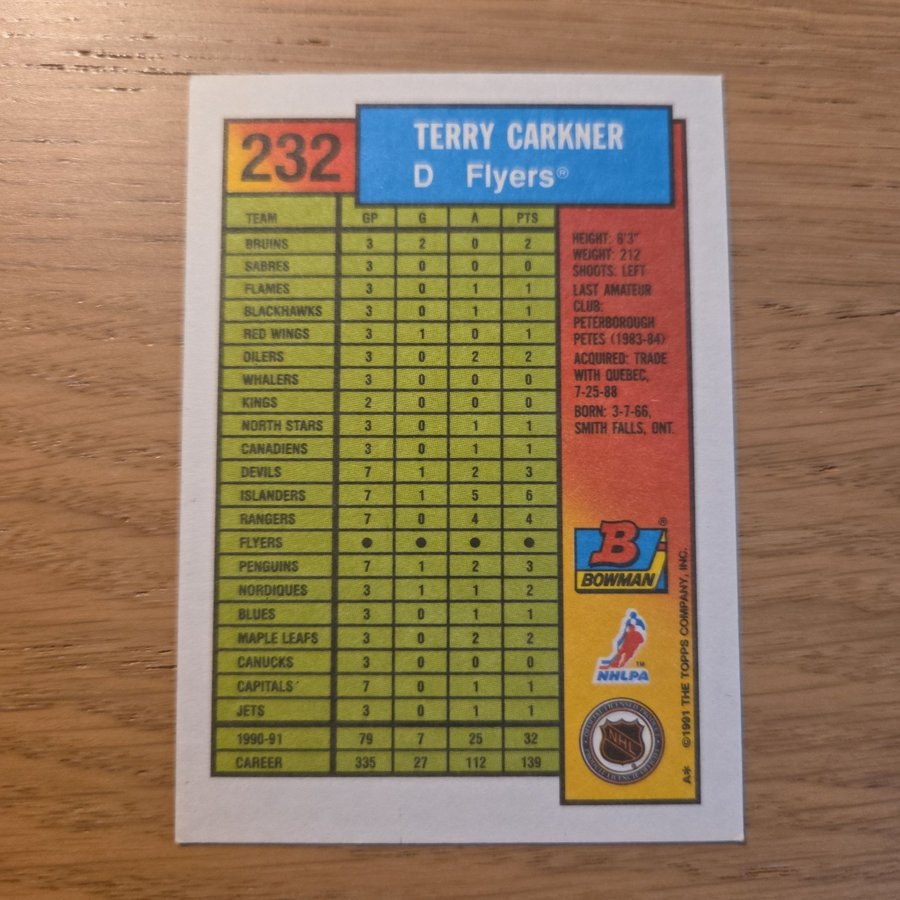 232
TERRY CARKNER
D Flyers®
TEAM GP G A PTS
BRUINS 3 2 0 2
SABRES 3 0 0 0
FLAMES 3 0 1 1
BLACKHAWKS 3 0 1 1
RED WINGS 3 1 0 1
OILERS 3 0 2 2
WHALERS 3 0 0 0
KINGS 2 0 0 0
NORTH STARS 3 0 1 1
CANADIENS 3 0 1 1
DEVILS 7 1 2 3
ISLANDERS 7 1 5 6
RANGERS 7 0 4 4
FLYERS ● ● ● ●
PENGUINS 7 1 2 3
NORDIQUES 3 1 1 2
BLUES 3 0 1 1
MAPLE LEAFS 3 0 2 2
CANUCKS 3 0 0 0
CAPITALS 7 0 1 1
JETS 3 0 1 1
1990-91 79 7 25 32
CAREER 335 27 112 139
HEIGHT: 6'3"
WEIGHT: 212
SHOOTS: LEFT
LAST AMATEUR
CLUB:
PETERBOROUGH
PETES (1983-84)
ACQUIRED: TRADE
WITH QUEBEC,
7-25-88
BORN: 3-7-66,
SMITH FALLS, ONT.
B®
BOWMAN
NHLPA™
NHL
A* ©1991 THE TOPPS COMPANY, INC.